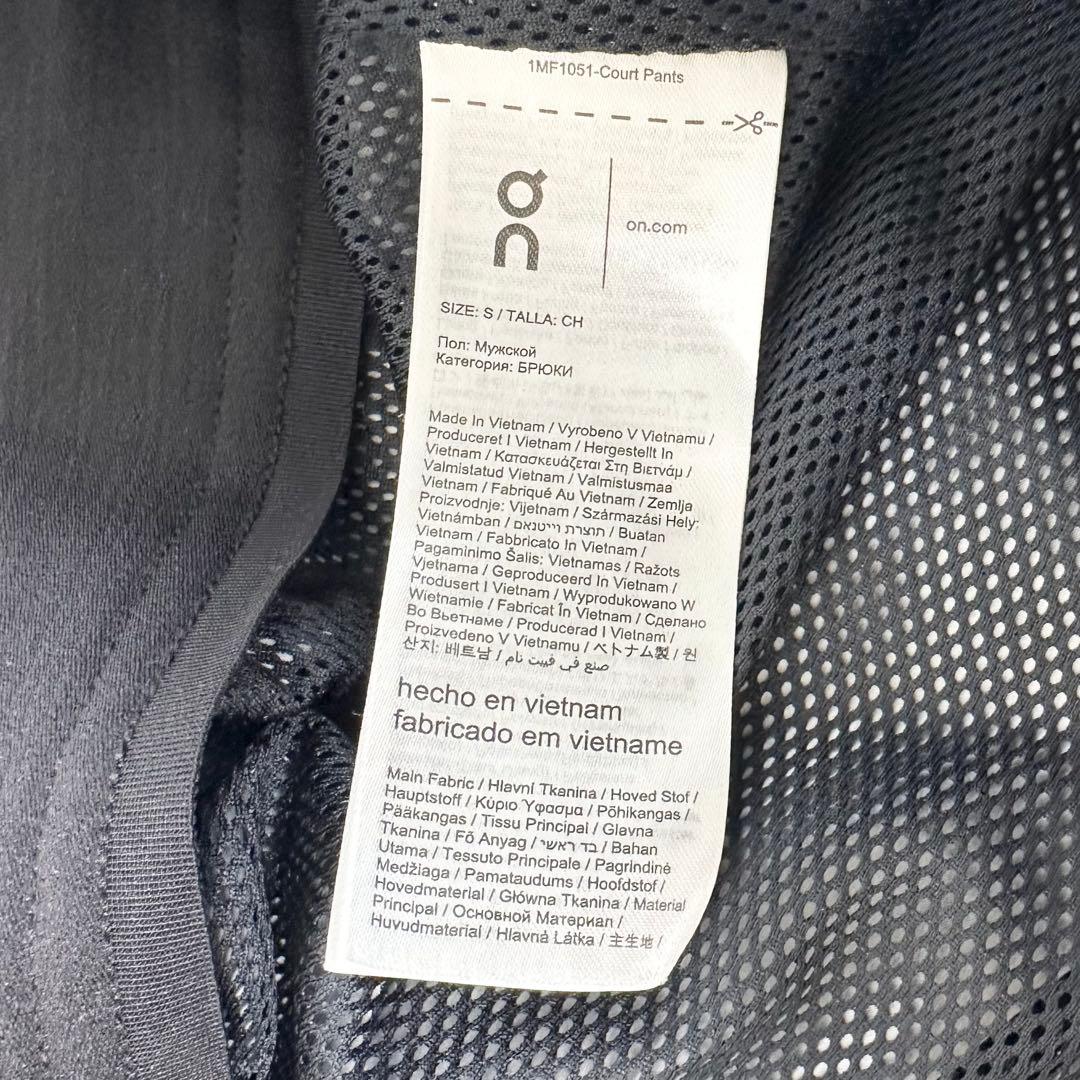 1MF1051-Court Pants
on
on.com
SIZE: S / TALLA: CH
Пол: Мужской
Категория: БРЮКИ
Made In Vietnam / Vyrobeno V Vietnamu /
Produceret I Vietnam / Hergestellt In
Vietnam / Κατασκευάζεται Στη Βιετνάμ /
Valmistatud Vietnam / Valmistusmaa
Vietnam / Fabriqué Au Vietnam / Zemlja
Proizvodnje: Vijetnam / Származási Hely:
Vietnámban / תוצרת וייטנאם / Buatan
Vietnam / Fabbricato In Vietnam /
Pagaminimo Šalis: Vietnamas / Ražots
Vjetnama / Geproduceerd In Vietnam /
Produsert I Vietnam / Wyprodukowano W
Wietnamie / Fabricat În Vietnam / Сделано
Во Вьетнаме / Producerad I Vietnam /
Proizvedeno V Vietnamu / ベトナム製 / 원
산지: 베트남 / صنع في فييت نام
hecho en vietnam
fabricado em vietname
Main Fabric / Hlavní Tkanina / Hoved Stof /
Hauptstoff / Κύριο Ύφασμα / Põhikangas /
Pääkangas / Tissu Principal / Glavna
Tkanina / Fő Anyag / בד ראשי / Bahan
Utama / Tessuto Principale / Pagrindinė
Medžiaga / Pamataudums / Hoofdstof /
Hovedmaterial / Główna Tkanina / Material
Principal / Основной Материал /
Huvudmaterial / Hlavná Látka / 主生地 /